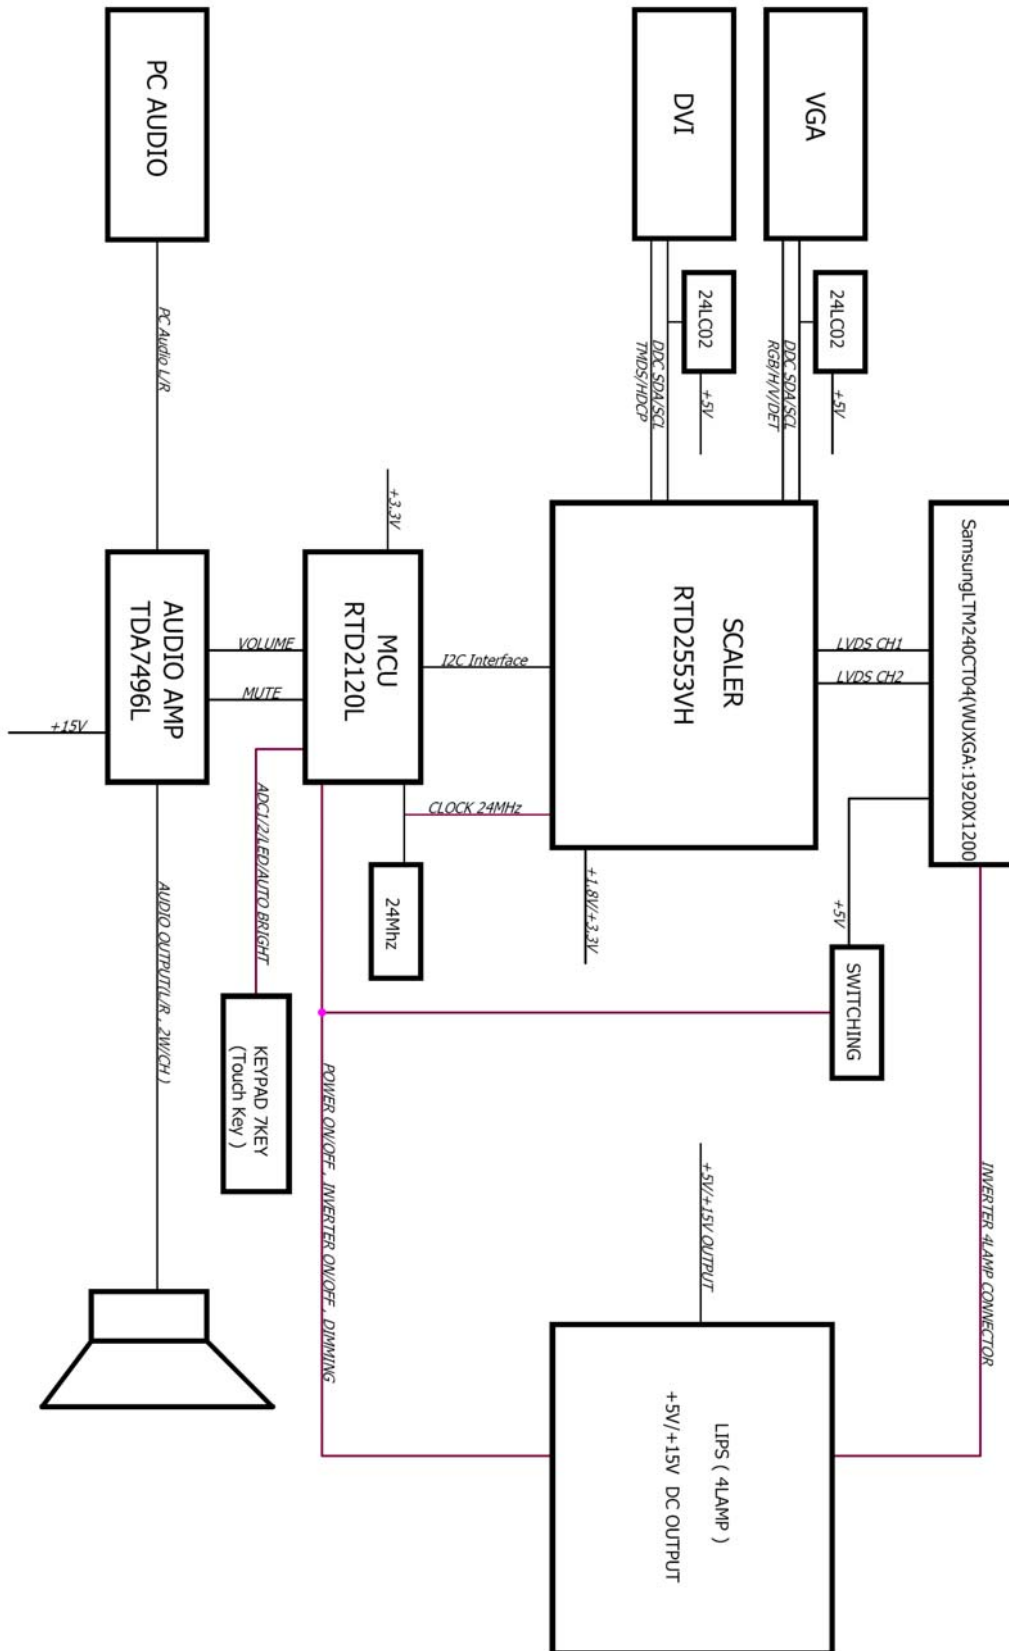 PC AUDIO
DVI
VGA
24LC02
24LC02
PC Audio L/R
DDC SDA/SCL
TMDS/HDCP
DDC SDA/SCL
RGB/H/V/DET
+5V
+5V
+3.3V
AUDIO AMP
TDA7496L
VOLUME
MUTE
+15V
MCU
RTD2120L
I2C Interface
SCALER
RTD2553VH
LVDS CH1
LVDS CH2
SamsungLTM240CT04(WUXGA:1920X1200
CLOCK 24MHz
ADC1/2/LED/AUTO BRIGHT
24Mhz
+1.8V/+3.3V
+5V
SWITCHING
AUDIO OUTPUT(L/R , 2W/CH )
KEYPAD 7KEY
(Touch Key )
POWER ON/OFF , INVERTER ON/OFF , DIMMING
+5V/+15V OUTPUT
INVERTER 4LAMP CONNECTOR
LIPS ( 4LAMP )
+5V/+15V DC OUTPUT